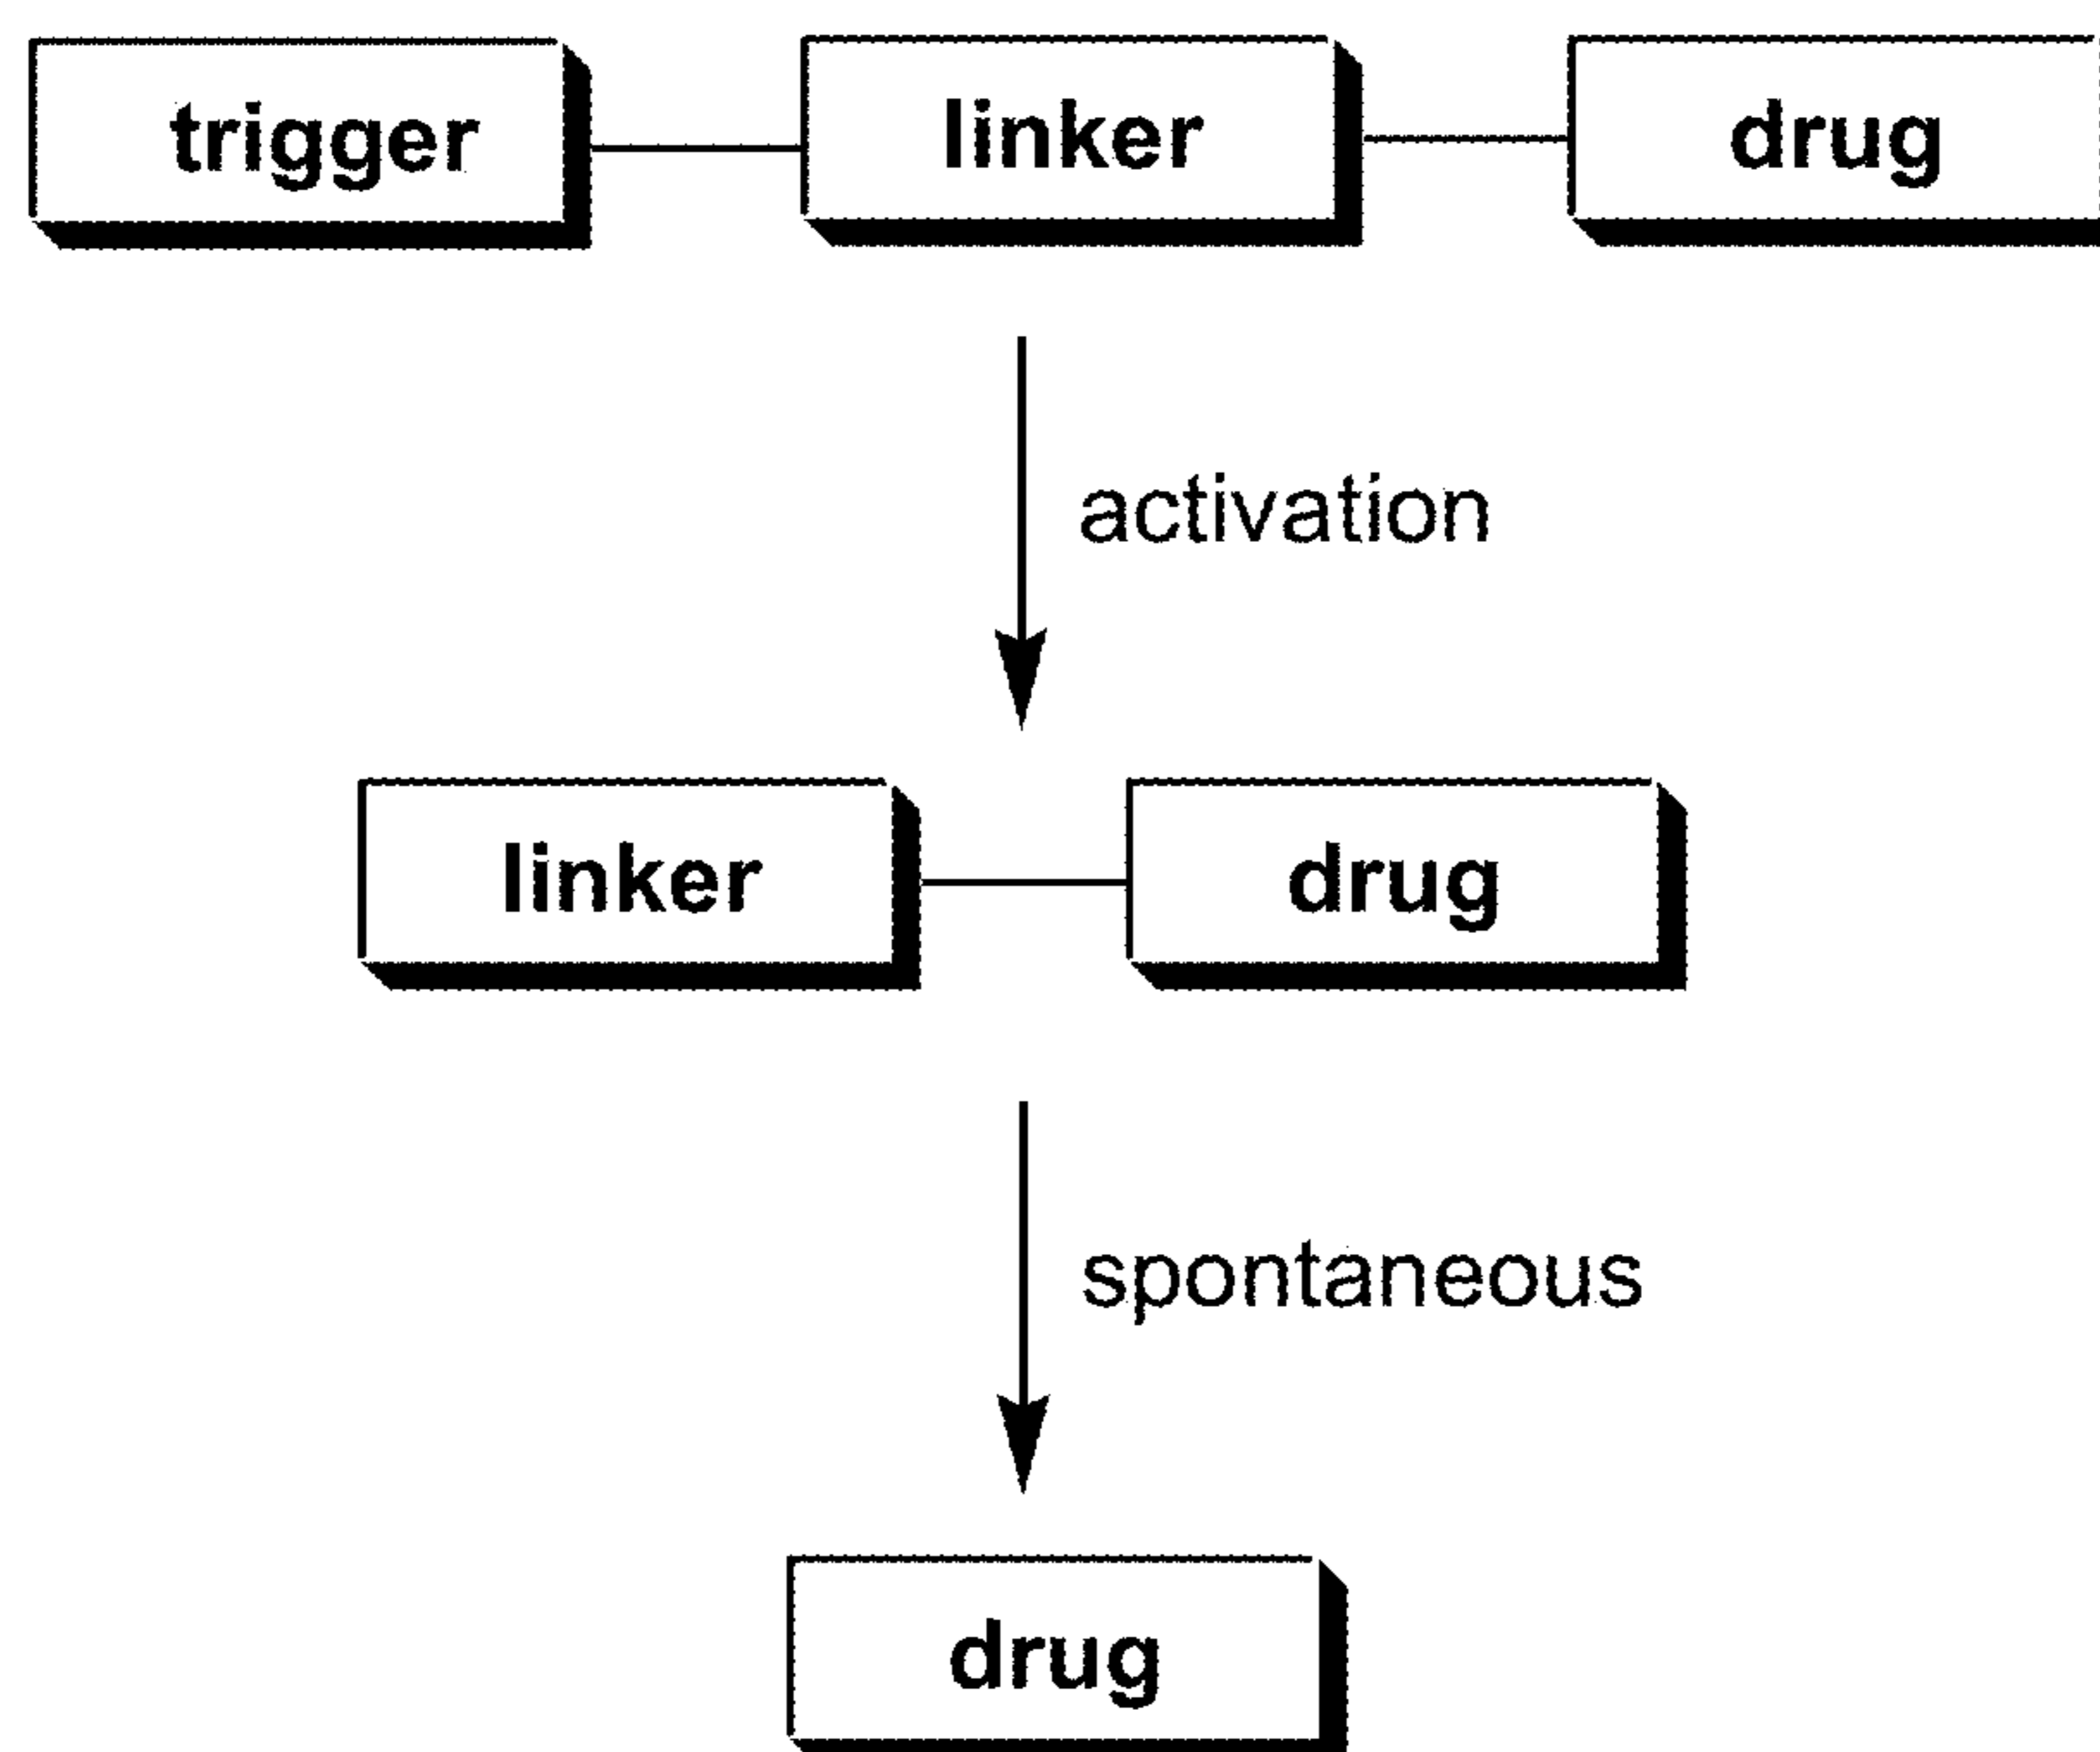 trigger linker drug
activation
linker drug
spontaneous
drug